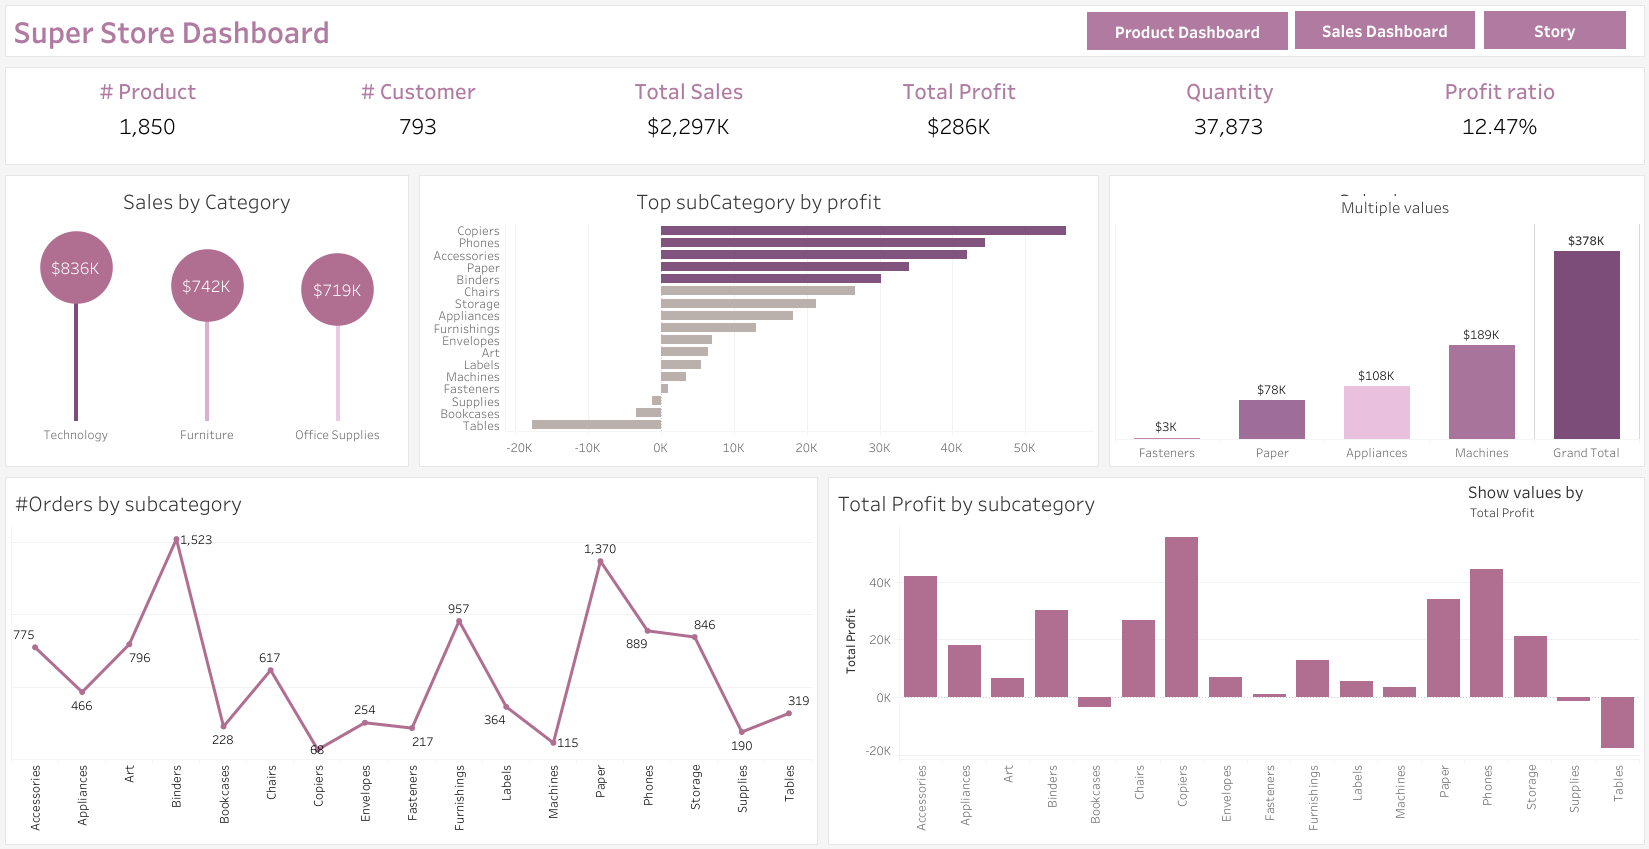 Super Store Dashboard
Product Dashboard
Sales Dashboard
Story
# Product
# Customer
Total Sales
Total Profit
Quantity
Profit ratio
1,850
793
$2,297K
$286K
37,873
12.47%
Sales by Category
$836K
$742K
$719K
Technology
Furniture
Office Supplies
Top subCategory by profit
Copiers
Phones
Accessories
Paper
Binders
Chairs
Storage
Appliances
Furnishings
Envelopes
Art
Labels
Machines
Fasteners
Supplies
Bookcases
Tables
-20K
-10K
0K
10K
20K
30K
40K
50K
Multiple values
$3K
$78K
$108K
$189K
$378K
Fasteners
Paper
Appliances
Machines
Grand Total
#Orders by subcategory
775
466
796
1,523
228
617
68
254
217
957
364
115
1,370
889
846
190
319
Accessories
Appliances
Art
Binders
Bookcases
Chairs
Copiers
Envelopes
Fasteners
Furnishings
Labels
Machines
Paper
Phones
Storage
Supplies
Tables
Total Profit by subcategory
Show values by
Total Profit
Total Profit
40K
20K
0K
-20K
Accessories
Appliances
Art
Binders
Bookcases
Chairs
Copiers
Envelopes
Fasteners
Furnishings
Labels
Machines
Paper
Phones
Storage
Supplies
Tables